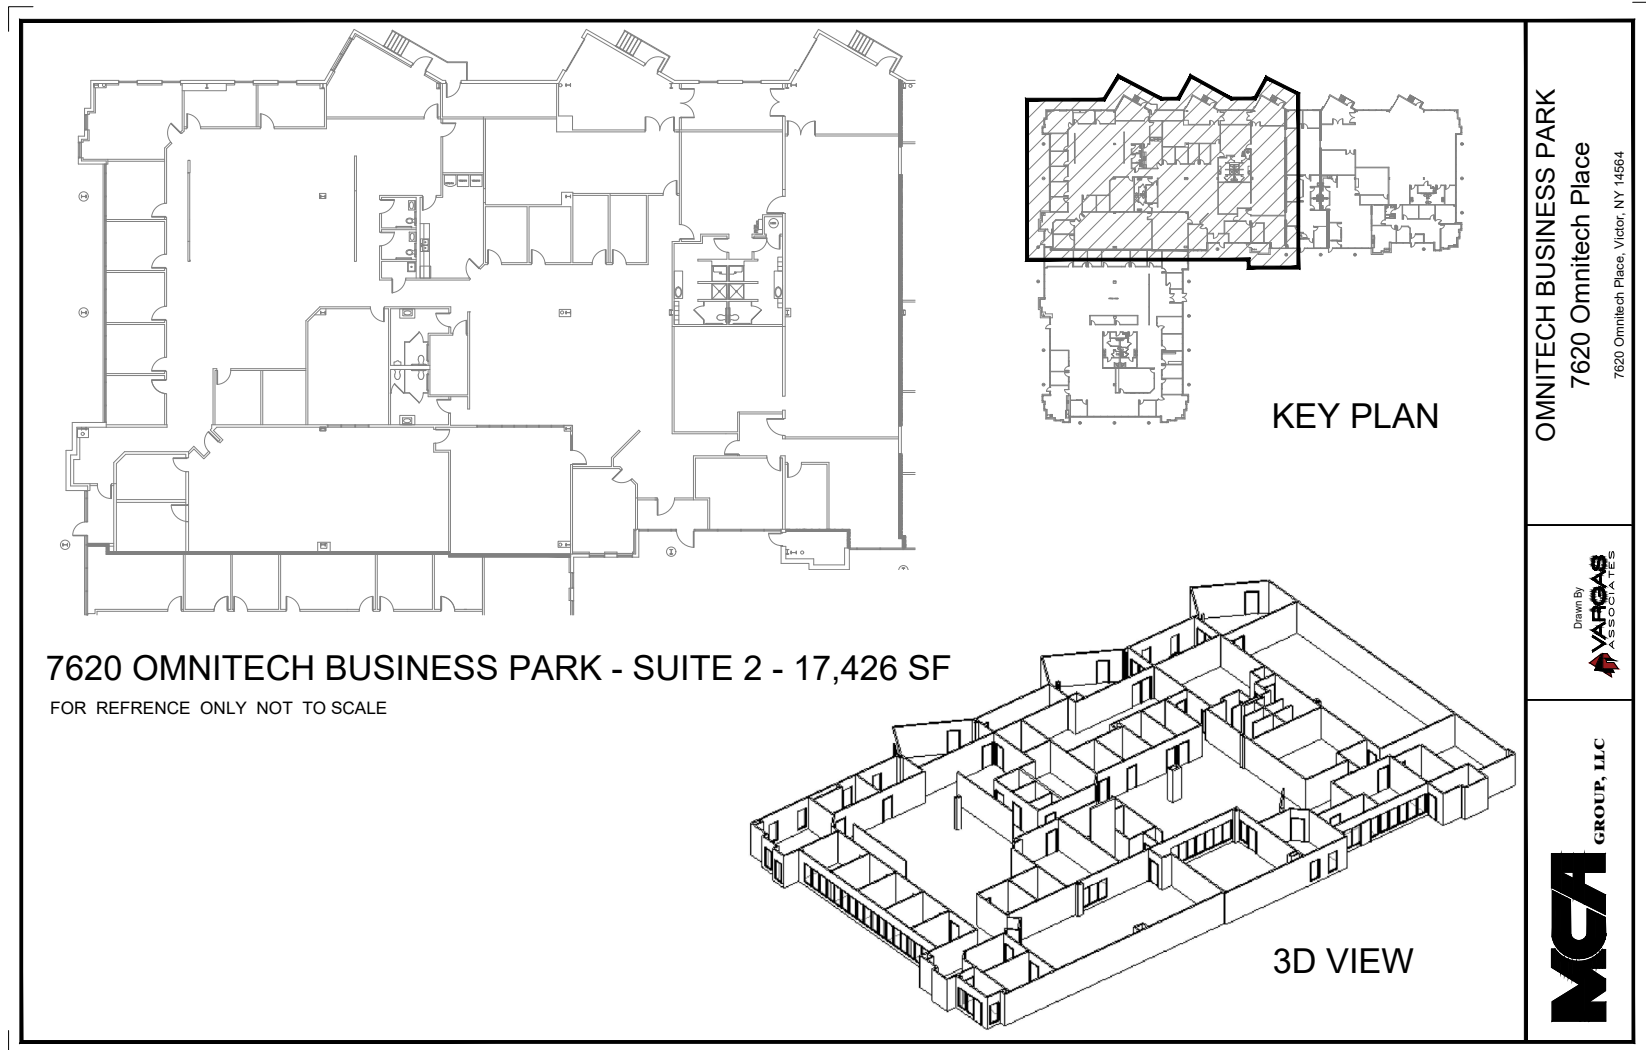 KEY PLAN
7620 OMNITECH BUSINESS PARK - SUITE 2 - 17,426 SF
FOR REFRENCE ONLY NOT TO SCALE
3D VIEW
OMNITECH BUSINESS PARK
7620 Omnitech Place
7620 Omnitech Place, Victor, NY 14564
Drawn By
VARGAS
ASSOCIATES
MCA
GROUP, LLC